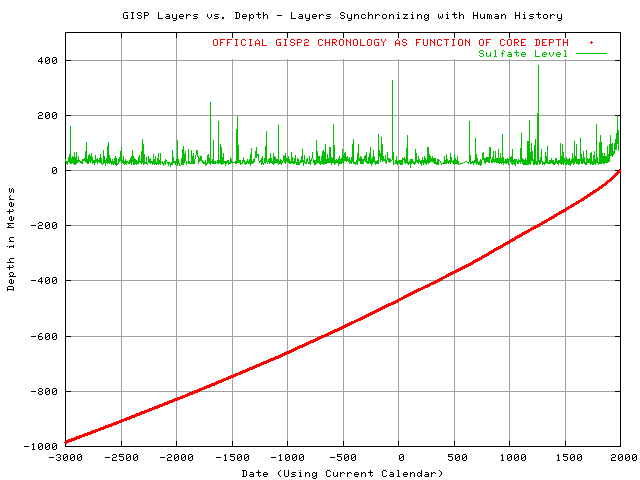 GISP Layers vs. Depth - Layers Synchronizing with Human History
OFFICIAL GISP2 CHRONOLOGY AS FUNCTION OF CORE DEPTH
Sulfate Level
400
200
0
-200
-400
-600
-800
-1000
Depth in Meters
-3000 -2500 -2000 -1500 -1000 -500 0 500 1000 1500 2000
Date (Using Current Calendar)